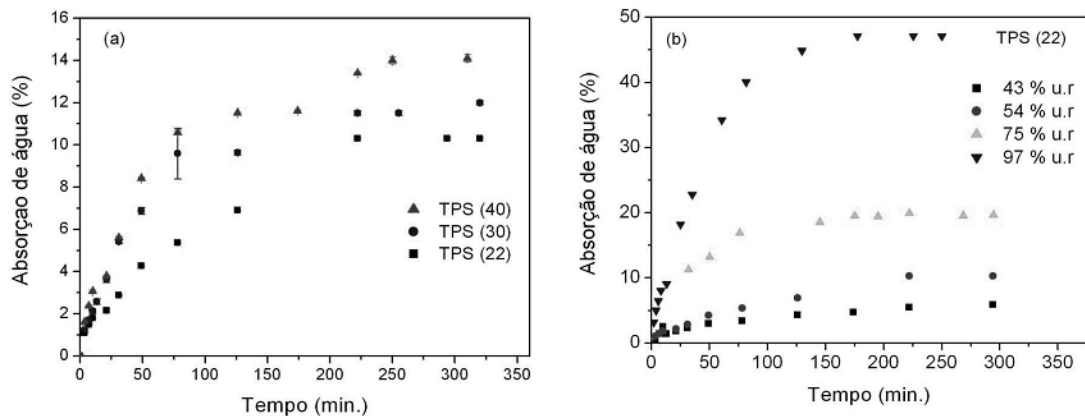 (a)
Absorçao de água (%)
16
14
12
10
8
6
4
2
0
TPS (40)
TPS (30)
TPS (22)
0 50 100 150 200 250 300 350
Tempo (min.)
(b)
TPS (22)
Absorção de água (%)
50
40
30
20
10
0
43 % u.r
54 % u.r
75 % u.r
97 % u.r
0 50 100 150 200 250 300 350
Tempo (min.)